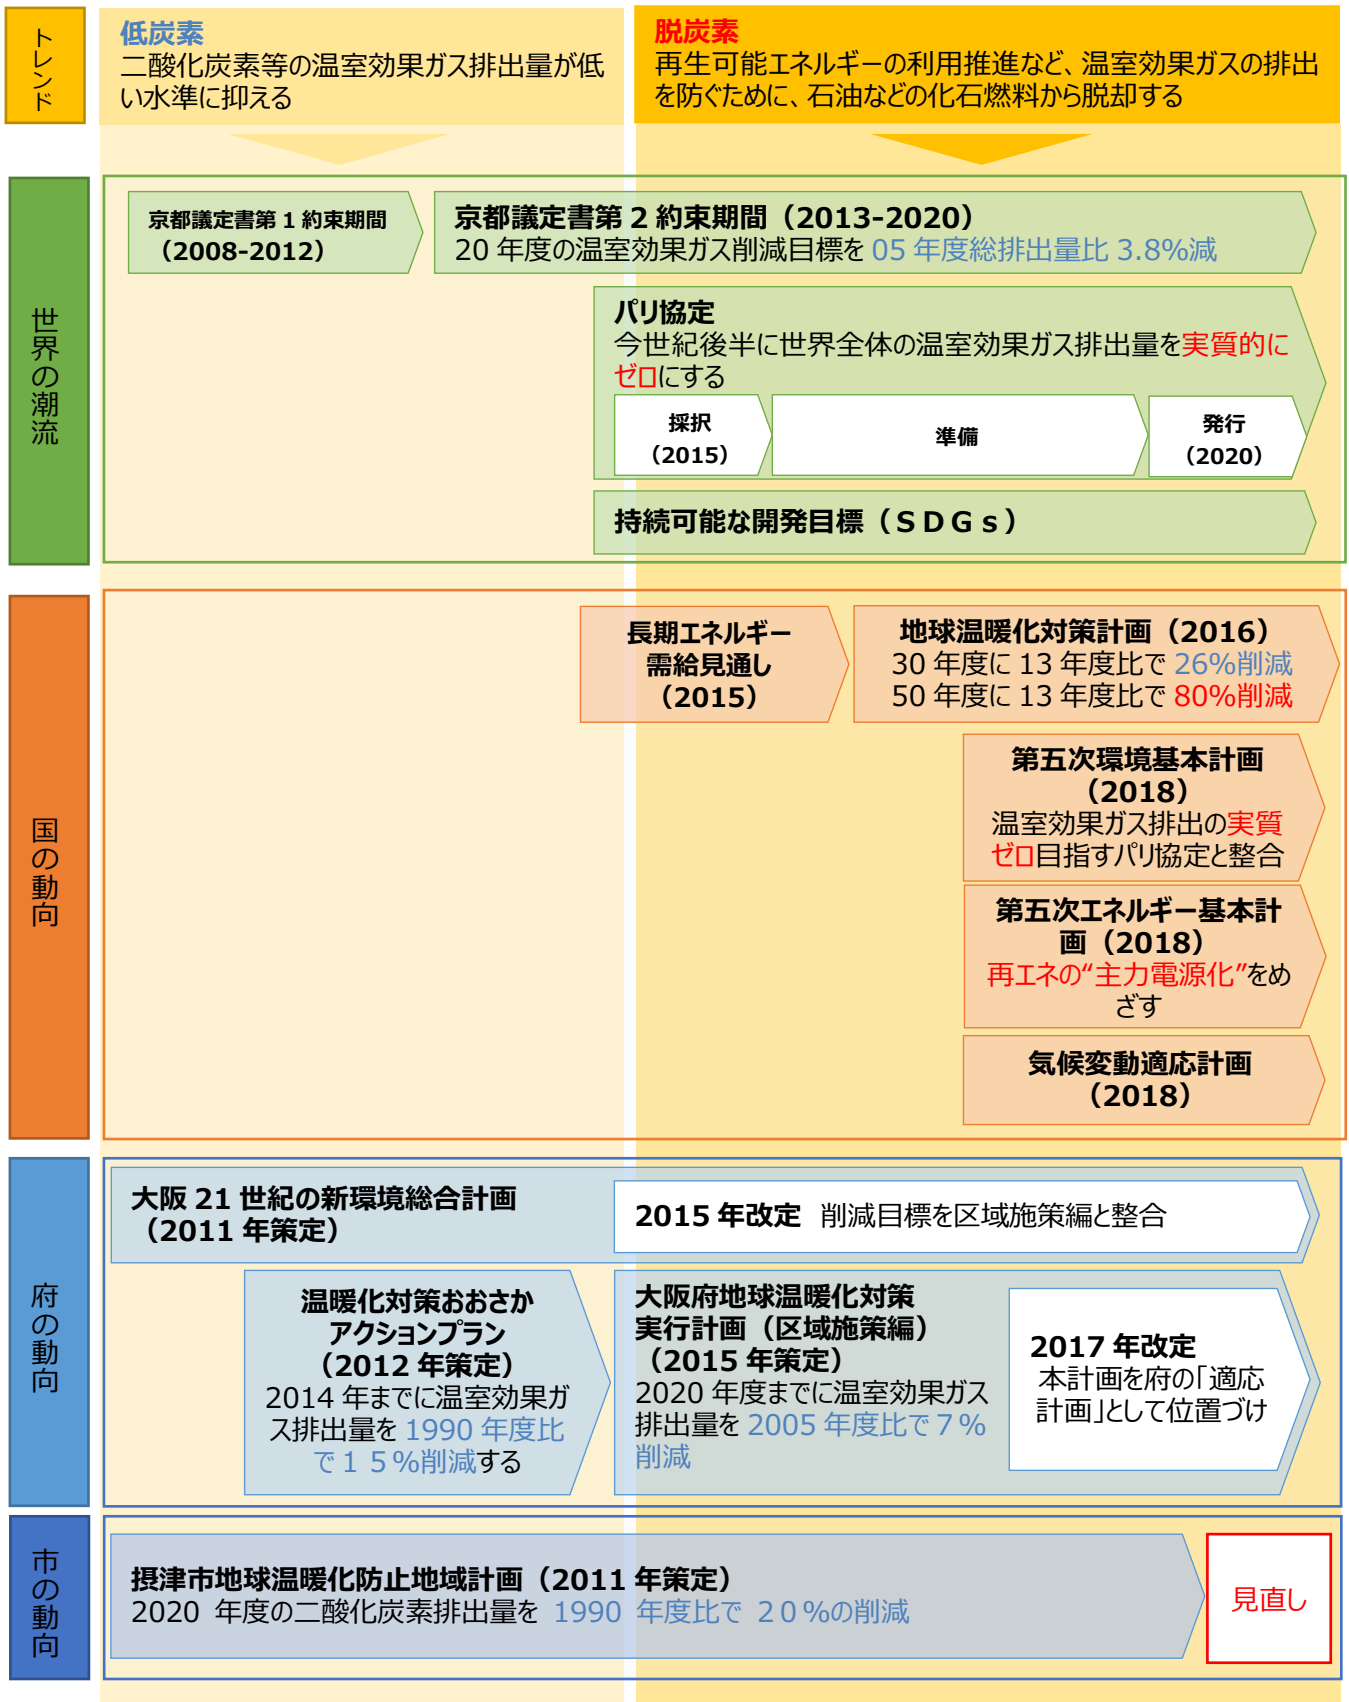 トレンド
低炭素
二酸化炭素等の温室効果ガス排出量が低
い水準に抑える
脱炭素
再生可能エネルギーの利用推進など、温室効果ガスの排出
を防ぐために、石油などの化石燃料から脱却する
世界の潮流
京都議定書第1約束期間
（2008-2012）
京都議定書第2約束期間（2013-2020）
20年度の温室効果ガス削減目標を05年度総排出量比3.8%減
パリ協定
今世紀後半に世界全体の温室効果ガス排出量を実質的に
ゼロにする
採択
（2015）
準備
発行
（2020）
持続可能な開発目標（ＳＤＧｓ）
国の動向
長期エネルギー
需給見通し
（2015）
地球温暖化対策計画（2016）
30年度に13年度比で26%削減
50年度に13年度比で80%削減
第五次環境基本計画
（2018）
温室効果ガス排出の実質
ゼロ目指すパリ協定と整合
第五次エネルギー基本計
画（2018）
再エネの“主力電源化”をめ
ざす
気候変動適応計画
（2018）
府の動向
大阪21世紀の新環境総合計画
（2011年策定）
2015年改定 削減目標を区域施策編と整合
温暖化対策おおさか
アクションプラン
（2012年策定）
2014年までに温室効果ガ
ス排出量を1990年度比
で１５%削減する
大阪府地球温暖化対策
実行計画（区域施策編）
（2015年策定）
2020年度までに温室効果ガス
排出量を2005年度比で７%
削減
2017年改定
本計画を府の「適応
計画」として位置づけ
市の動向
摂津市地球温暖化防止地域計画（2011年策定）
2020 年度の二酸化炭素排出量を 1990 年度比で ２０%の削減
見直し